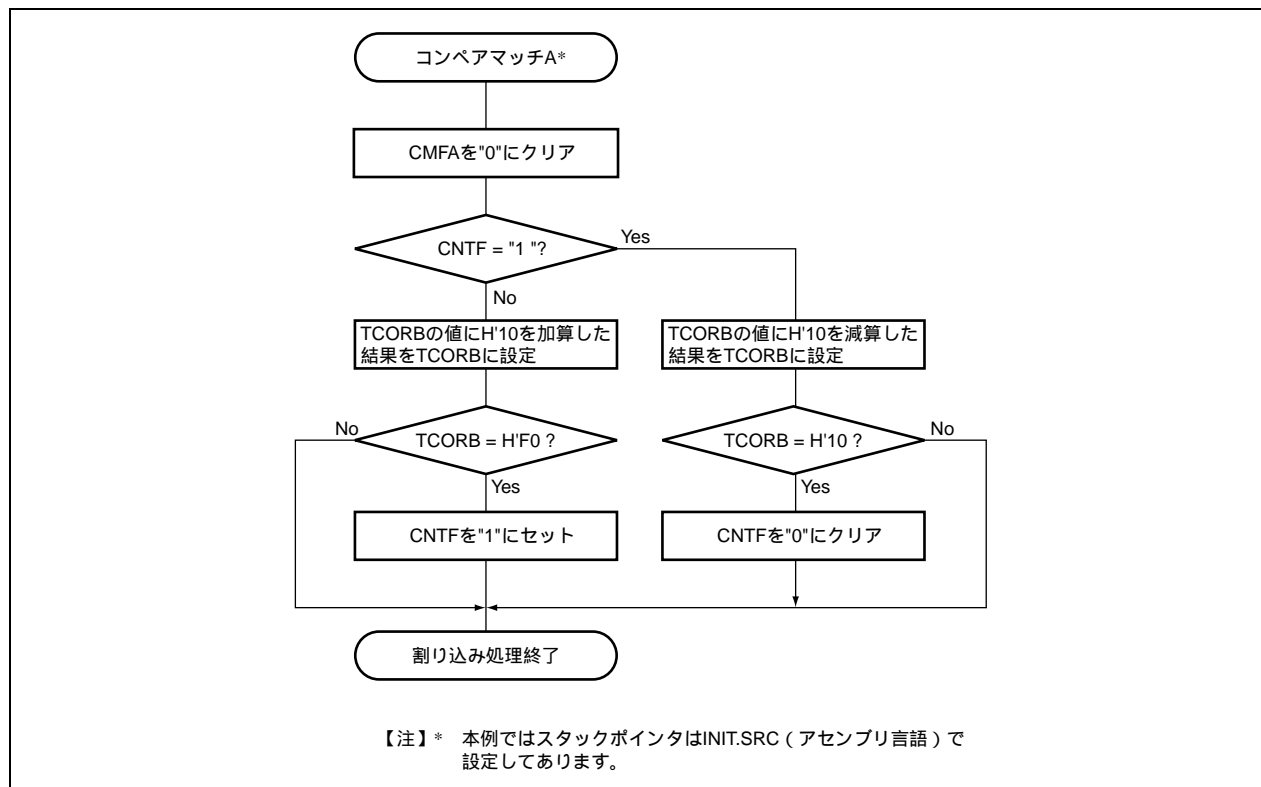 コンペアマッチA*
CMFAを"0"にクリア
CNTF = "1 "?
Yes
No
TCORBの値にH'10を加算した
結果をTCORBに設定
TCORBの値にH'10を減算した
結果をTCORBに設定
No
TCORB = H'F0 ?
Yes
TCORB = H'10 ?
No
Yes
CNTFを"1"にセット
CNTFを"0"にクリア
割り込み処理終了
【注】* 本例ではスタックポインタはINIT.SRC（アセンブリ言語）で
設定してあります。